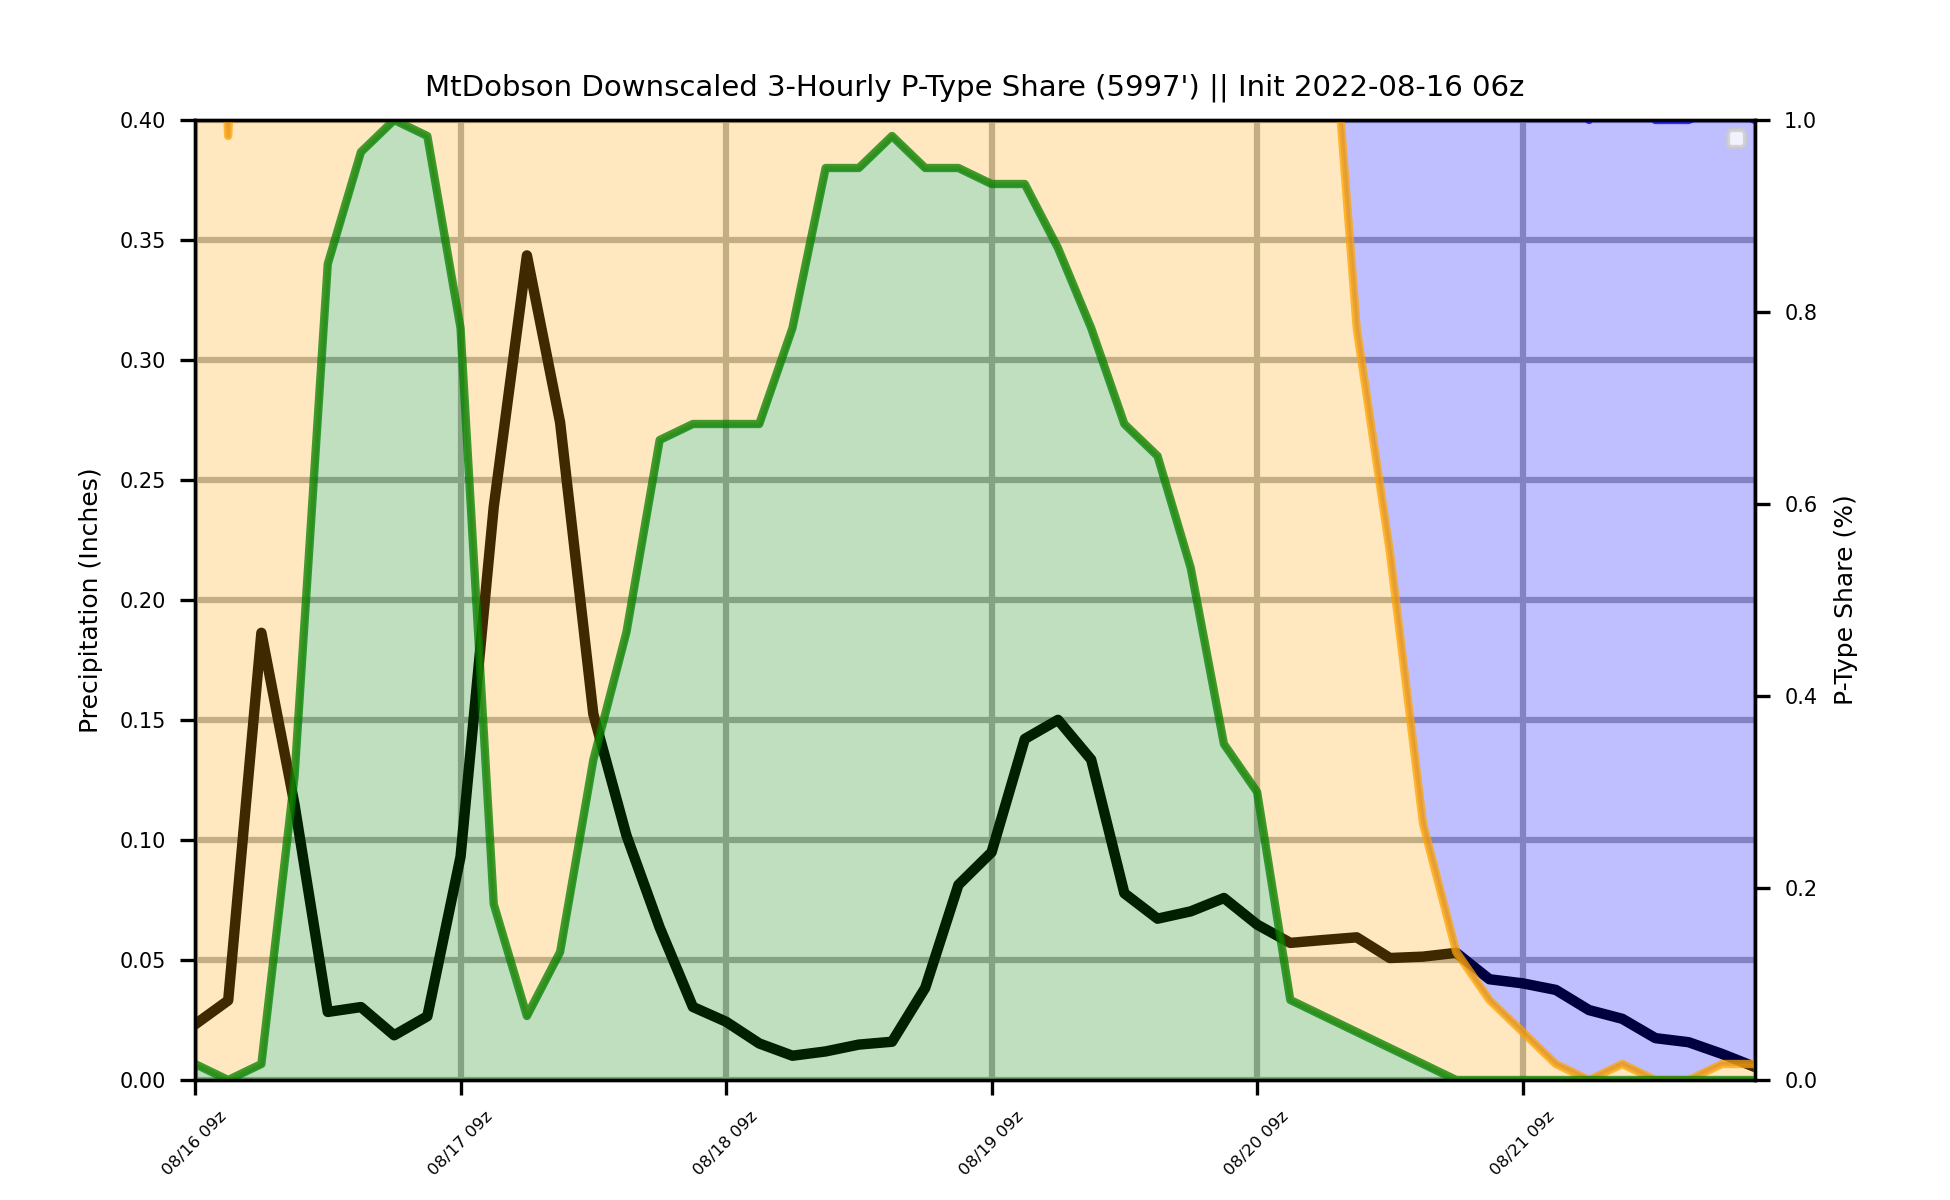 MtDobson Downscaled 3-Hourly P-Type Share (5997') || Init 2022-08-16 06z
0.40
0.35
0.30
0.25
0.20
0.15
0.10
0.05
0.00
Precipitation (Inches)
1.0
0.8
0.6
0.4
0.2
0.0
P-Type Share (%)
08/16 09z
08/17 09z
08/18 09z
08/19 09z
08/20 09z
08/21 09z